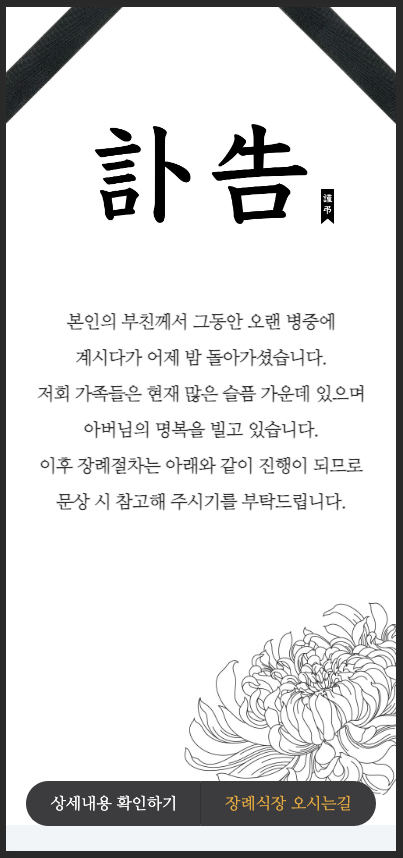 訃告
謹弔
본인의 부친께서 그동안 오랜 병중에
계시다가 어제 밤 돌아가셨습니다.
저희 가족들은 현재 많은 슬픔 가운데 있으며
아버님의 명복을 빌고 있습니다.
이후 장례절차는 아래와 같이 진행이 되므로
문상 시 참고해 주시기를 부탁드립니다.
상세내용 확인하기
장례식장 오시는길